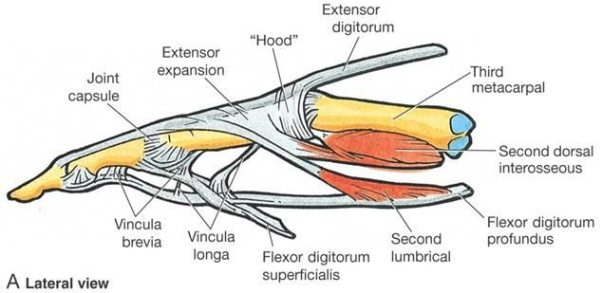 Extensor
digitorum
"Hood"
Extensor
expansion
Joint
capsule
Third
metacarpal
Second dorsal
interosseous
Vincula
brevia
Vincula
longa
Flexor digitorum
superficialis
Second
lumbrical
Flexor digitorum
profundus
A Lateral view